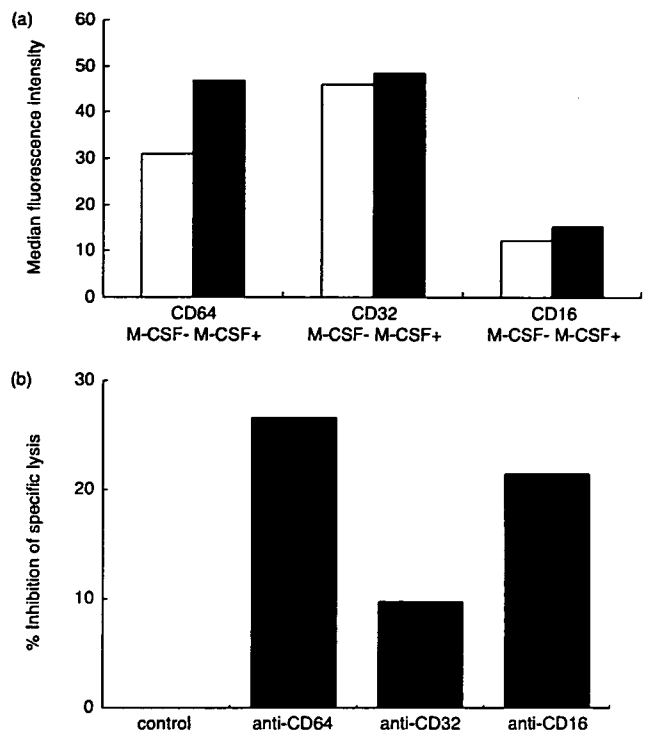 (a)
Median fluorescence intensity
60
50
40
30
20
10
0
CD64
M-CSF- M-CSF+
CD32
M-CSF- M-CSF+
CD16
M-CSF- M-CSF+
(b)
% Inhibition of specific lysis
30
20
10
0
control
anti-CD64
anti-CD32
anti-CD16